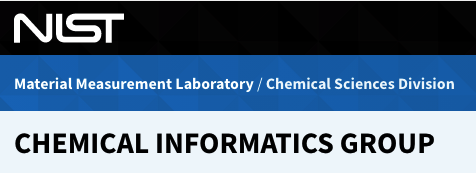 NIST
Material Measurement Laboratory / Chemical Sciences Division
CHEMICAL INFORMATICS GROUP